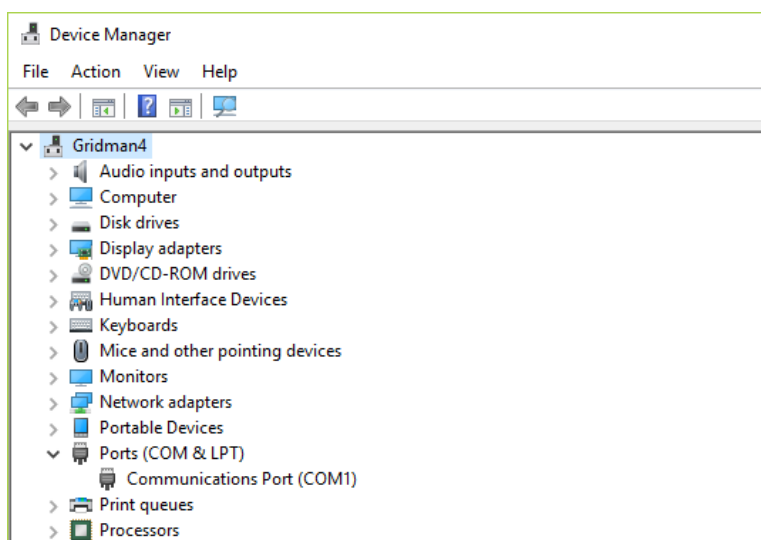 Device Manager
File Action View Help
?
Gridman4
Audio inputs and outputs
Computer
Disk drives
Display adapters
DVD/CD-ROM drives
Human Interface Devices
Keyboards
Mice and other pointing devices
Monitors
Network adapters
Portable Devices
Ports (COM & LPT)
Communications Port (COM1)
Print queues
Processors